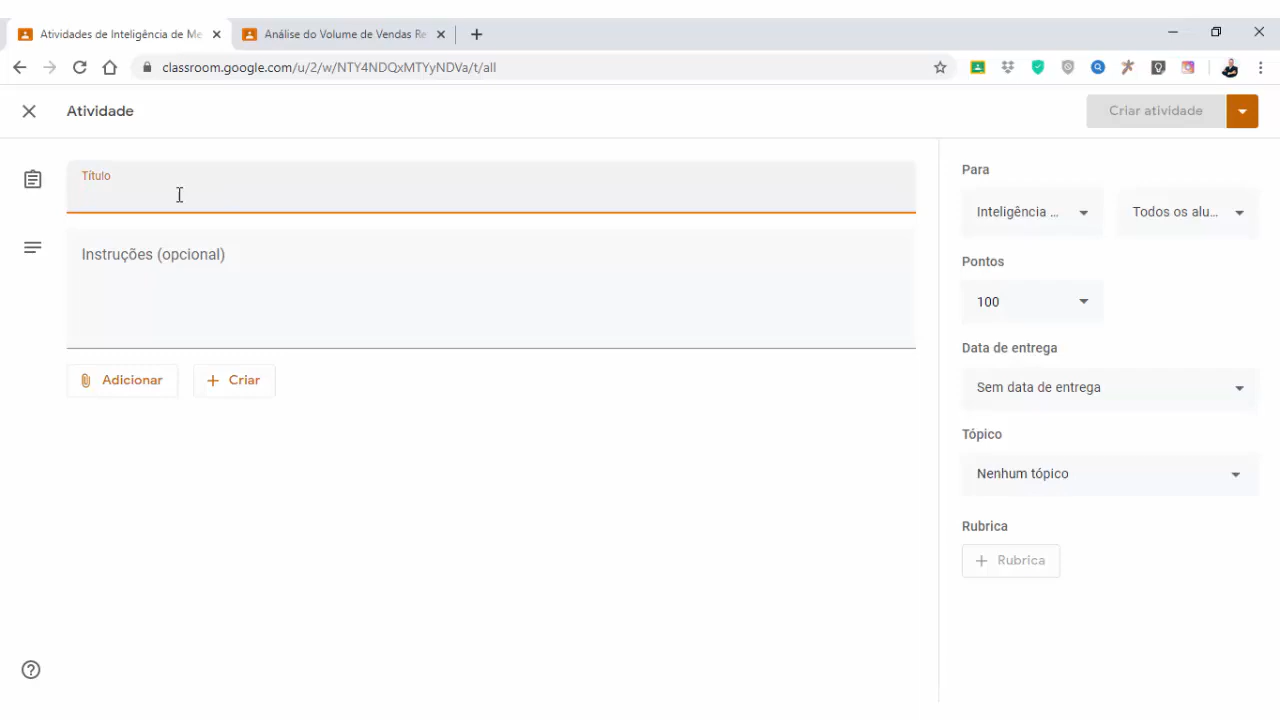 Atividades de Inteligência de Me
Análise do Volume de Vendas Re
classroom.google.com/u/2/w/NTY4NDQxMTYyNDVa/t/all
Atividade
Criar atividade
Título
Instruções (opcional)
Adicionar
Criar
Para
Inteligência ...
Todos os alu...
Pontos
100
Data de entrega
Sem data de entrega
Tópico
Nenhum tópico
Rubrica
Rubrica